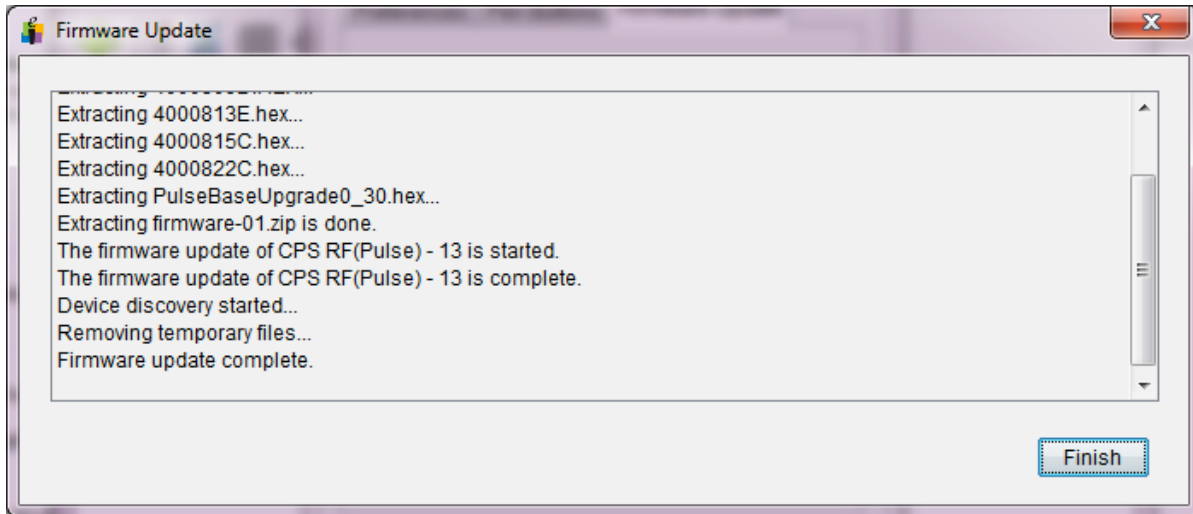 Firmware Update
Extracting 4000813E.hex...
Extracting 4000815C.hex...
Extracting 4000822C.hex...
Extracting PulseBaseUpgrade0_30.hex...
Extracting firmware-01.zip is done.
The firmware update of CPS RF(Pulse) - 13 is started.
The firmware update of CPS RF(Pulse) - 13 is complete.
Device discovery started...
Removing temporary files...
Firmware update complete.
Finish